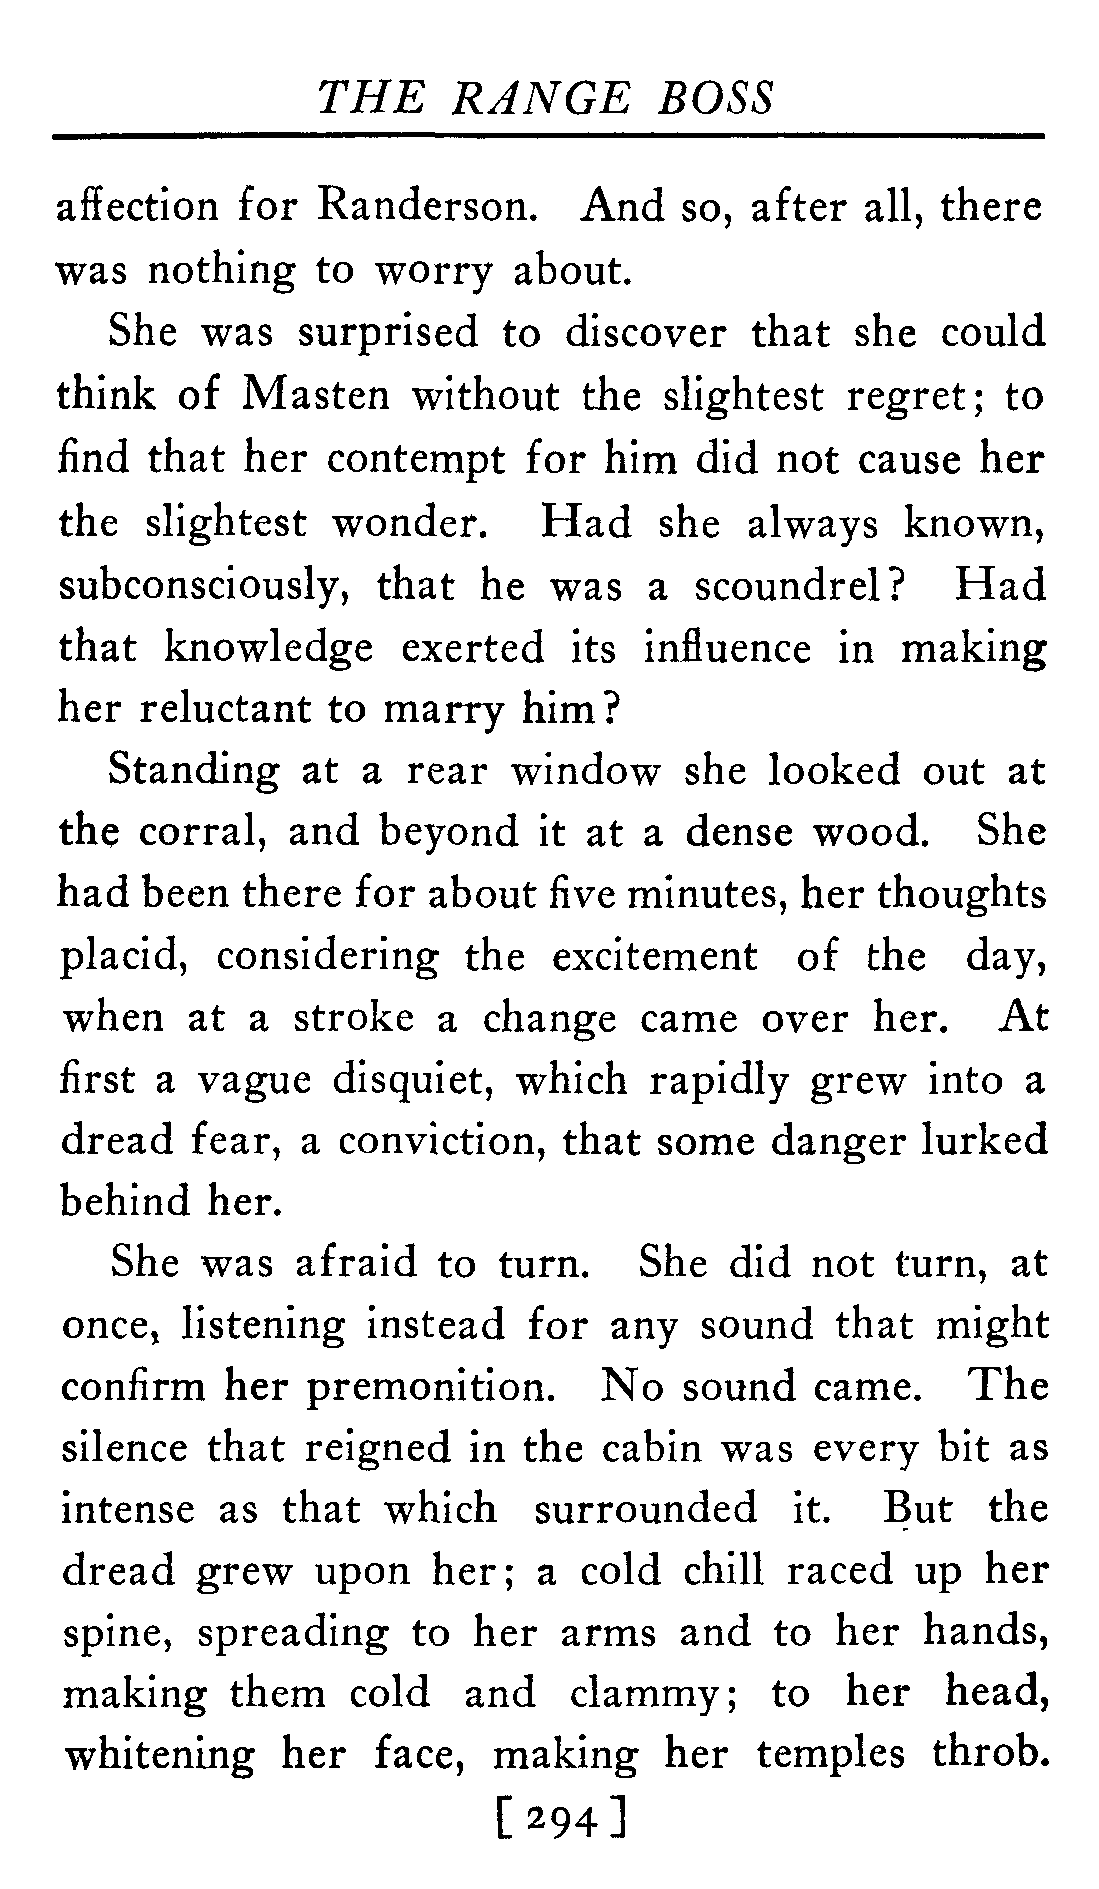 THE RANGE BOSS
affection for Randerson. And so, after all, there
was nothing to worry about.
She was surprised to discover that she could
think of Masten without the slightest regret; to
find that her contempt for him did not cause her
the slightest wonder. Had she always known,
subconsciously, that he was a scoundrel? Had
that knowledge exerted its influence in making
her reluctant to marry him?
Standing at a rear window she looked out at
the corral, and beyond it at a dense wood. She
had been there for about five minutes, her thoughts
placid, considering the excitement of the day,
when at a stroke a change came over her. At
first a vague disquiet, which rapidly grew into a
dread fear, a conviction, that some danger lurked
behind her.
She was afraid to turn. She did not turn, at
once, listening instead for any sound that might
confirm her premonition. No sound came. The
silence that reigned in the cabin was every bit as
intense as that which surrounded it. But the
dread grew upon her; a cold chill raced up her
spine, spreading to her arms and to her hands,
making them cold and clammy; to her head,
whitening her face, making her temples throb.
[294]